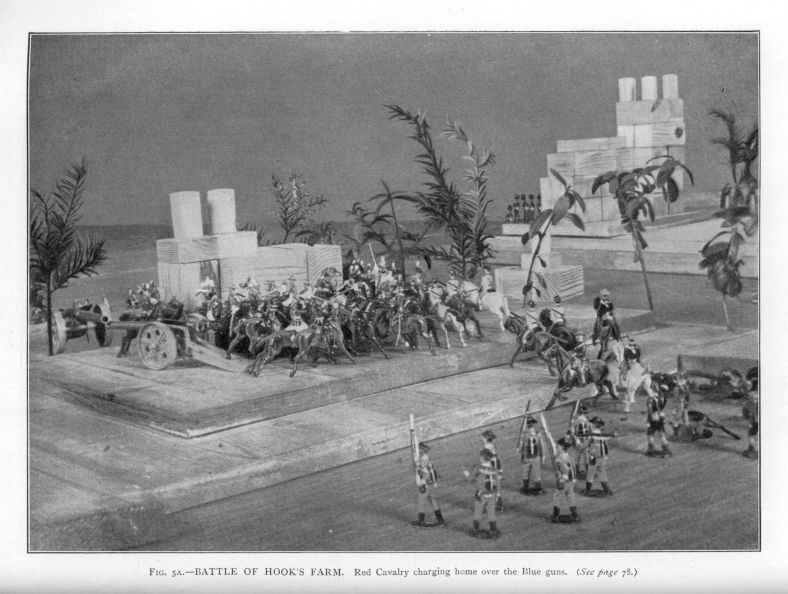 FIG. 5A.—BATTLE OF HOOK'S FARM. Red Cavalry charging home over the Blue guns. (See page 78.)